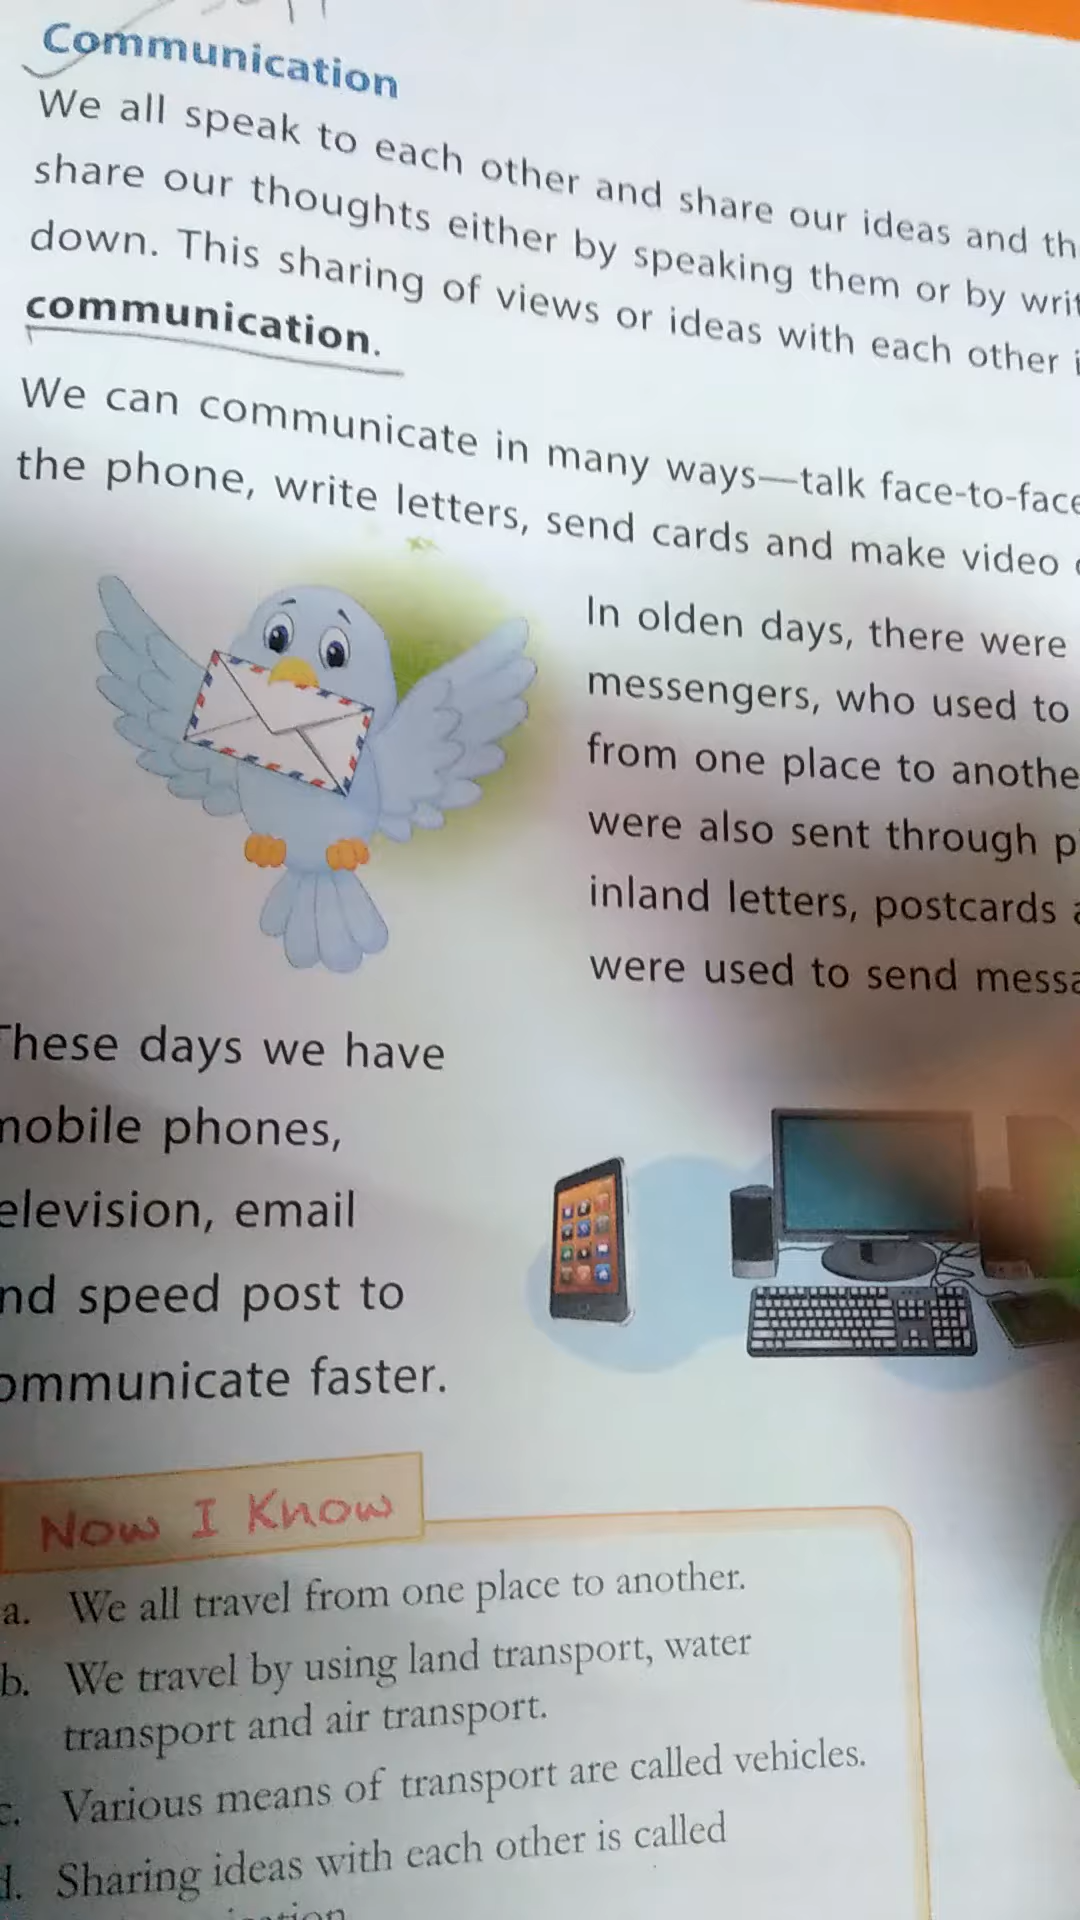 Communication
We all speak to each other and share our ideas and
share our thoughts either by speaking them or by
down. This sharing of views or ideas with each other
communication.
We can communicate in many ways—talk face-to-face
the phone, write letters, send cards and make video
In olden days, there were
messengers, who used to
from one place to
were also sent through
inland letters, postcards
were used to send
These days we have
mobile phones,
elevision, email
nd speed post to
ommunicate faster.
Now I Know
a. We all travel from one place to another.
b. We travel by using land transport, water
transport and air transport.
c. Various means of transport are called vehicles.
d. Sharing ideas with each other is called